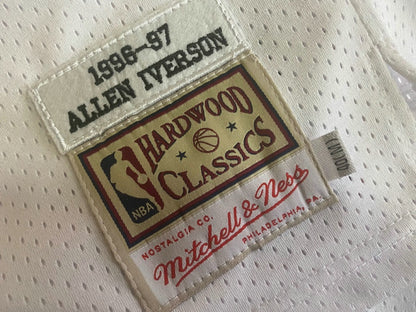 1996-97
ALLEN IVERSON
HARDWOOD
CLASSICS
NBA
NOSTALGIA CO.
Mitchell & Ness
PHILADELPHIA, PA.